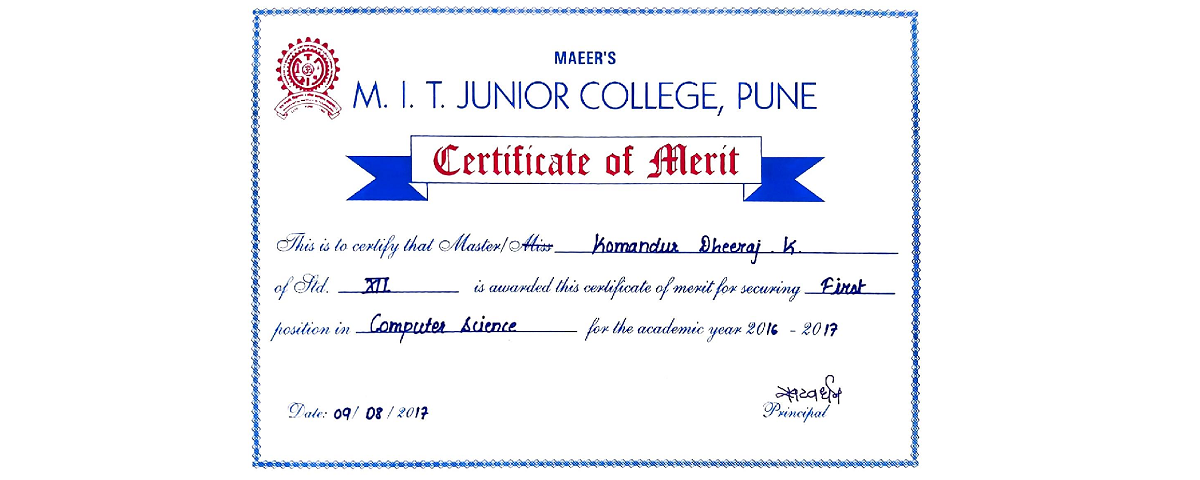 MAEER'S
M. I. T. JUNIOR COLLEGE, PUNE
Certificate of Merit
This is to certify that Master/Miss Komandur Dheeraj. K.
of Std. XII is awarded this certificate of merit for securing First
position in Computer Science for the academic year 2016 - 2017
Date: 09/ 08 / 2017
Principal